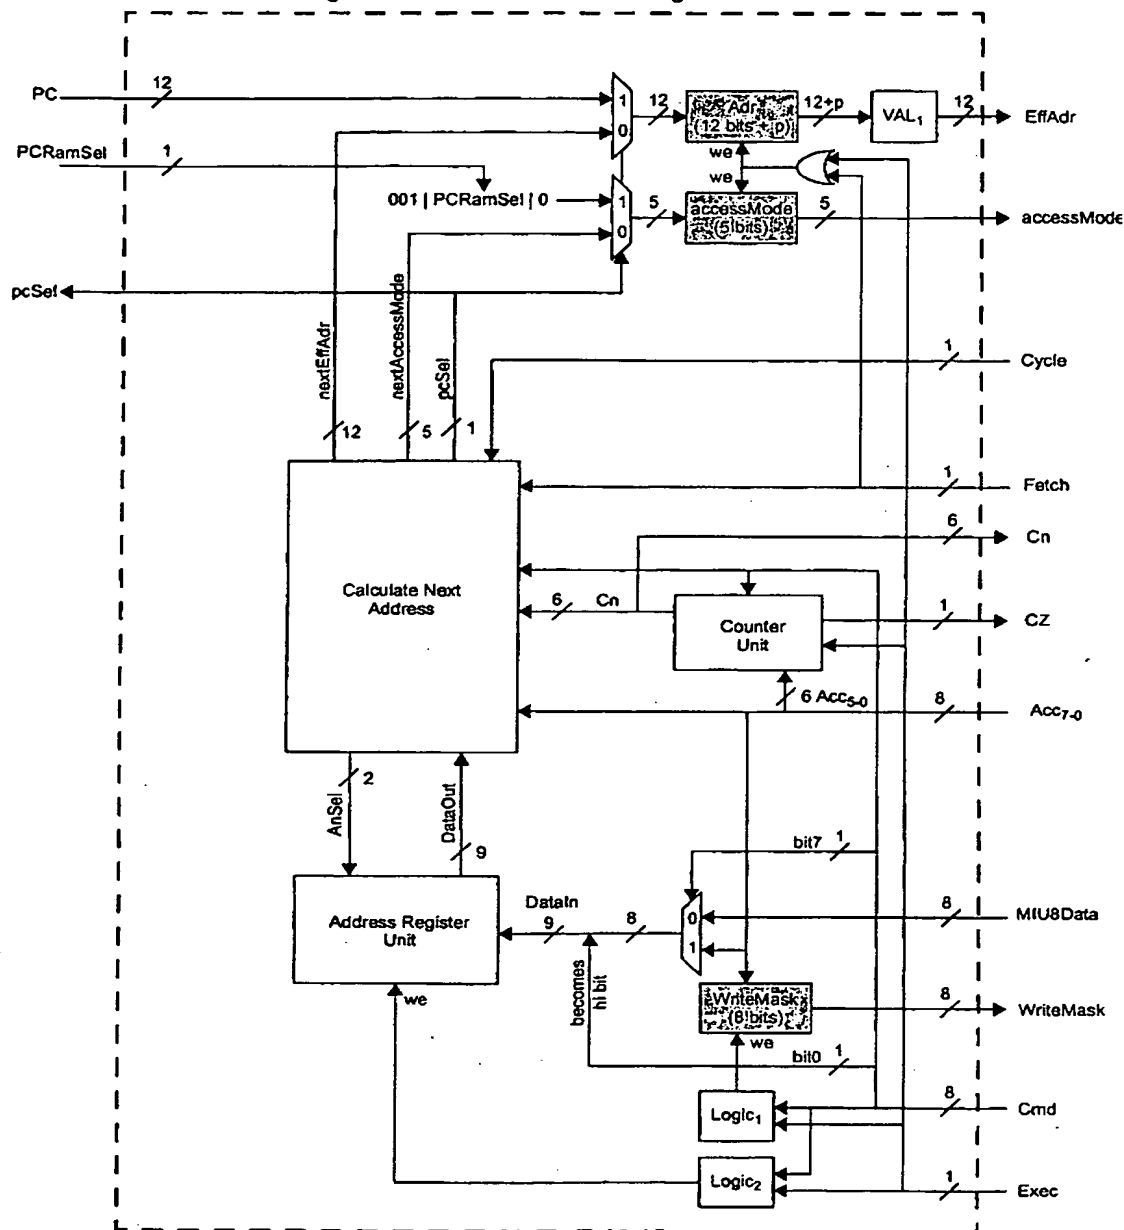 12
PC
1
0
12
Adr
(12 bits + p)
12+p
VAL1
12
EffAdr
PCRamSel
1
we
we
001 | PCRamSel | 0
1
0
5
accessMode
(5 bits)
5
accessMode
pcSel
nextEffAdr
nextAccessMode
pcSel
1
Cycle
12
5
1
1
Fetch
6
Cn
Calculate Next
Address
6
Cn
Counter
Unit
1
CZ
6 Acc5-0
8
Acc7-0
AnSel
2
DataOut
9
bit7
1
Address Register
Unit
DataIn
9
8
0
1
8
MIU8Data
we
becomes
hi bit
WriteMask
(8 bits)
8
WriteMask
we
bit0
1
Logic1
8
Cmd
Logic2
1
Exec